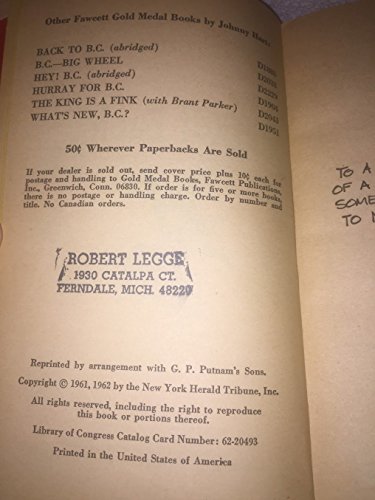 Other Fawcett Gold Medal Books by Johnny Hart:
BACK TO B.C. (abridged)
B.C.—BIG WHEEL
HEY! B.C. (abridged)
HURRAY FOR B.C.
THE KING IS A FINK (with Brant Parker)
WHAT'S NEW, B.C.?
D2043
D1951
50¢ Wherever Paperbacks Are Sold
If your dealer is sold out, send cover price plus 10¢ each for
postage and handling to Gold Medal Books, Fawcett Publications,
Inc., Greenwich, Conn. 06830. If order is for five or more books,
there is no postage or handling charge. Order by number and
title. No Canadian orders.
ROBERT LEGGE
1930 CATALPA CT.
FERNDALE, MICH. 48220
Reprinted by arrangement with G. P. Putnam's Sons.
Copyright © 1961, 1962 by the New York Herald Tribune, Inc.
All rights reserved, including the right to reproduce
this book or portions thereof.
Library of Congress Catalog Card Number: 62-20493
Printed in the United States of America
TO A
OF A
SOME
TO